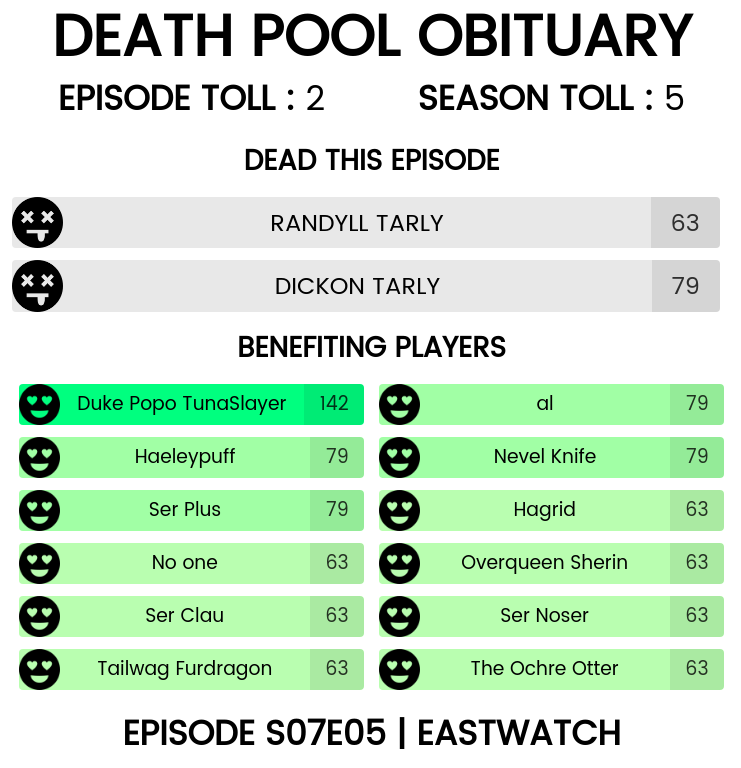 DEATH POOL OBITUARY
EPISODE TOLL : 2 SEASON TOLL : 5
DEAD THIS EPISODE
RANDYLL TARLY 63
DICKON TARLY 79
BENEFITING PLAYERS
Duke Popo TunaSlayer 142 al 79
Haeleypuff 79 Nevel Knife 79
Ser Plus 79 Hagrid 63
No one 63 Overqueen Sherin 63
Ser Clau 63 Ser Noser 63
Tailwag Furdragon 63 The Ochre Otter 63
EPISODE S07E05 | EASTWATCH